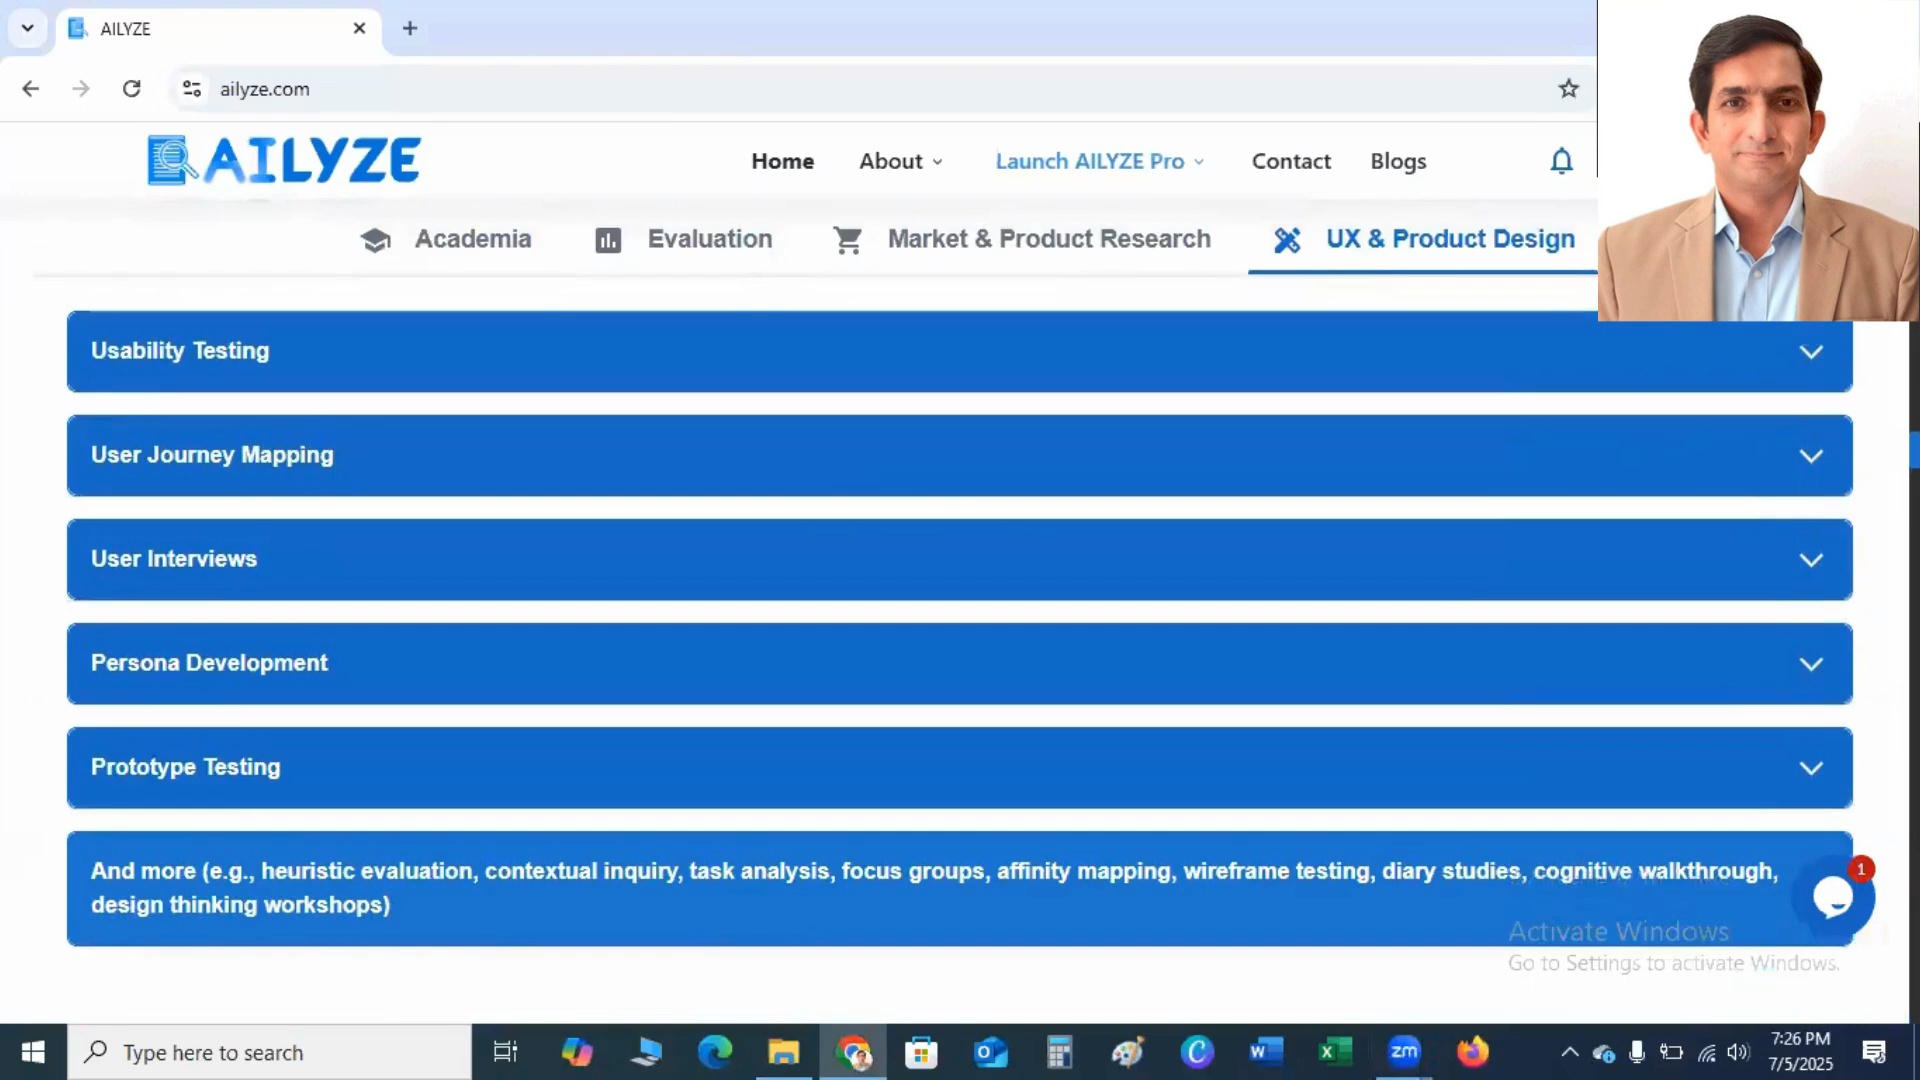 AILYZE
ailyze.com
AILYZE
Home About Launch AILYZE Pro Contact Blogs
Academia Evaluation Market & Product Research UX & Product Design
Usability Testing
User Journey Mapping
User Interviews
Persona Development
Prototype Testing
And more (e.g., heuristic evaluation, contextual inquiry, task analysis, focus groups, affinity mapping, wireframe testing, diary studies, cognitive walkthrough,
design thinking workshops)
1
Activate Windows
Go to Settings to activate Windows.
Type here to search
zm
7:26 PM
7/5/2025